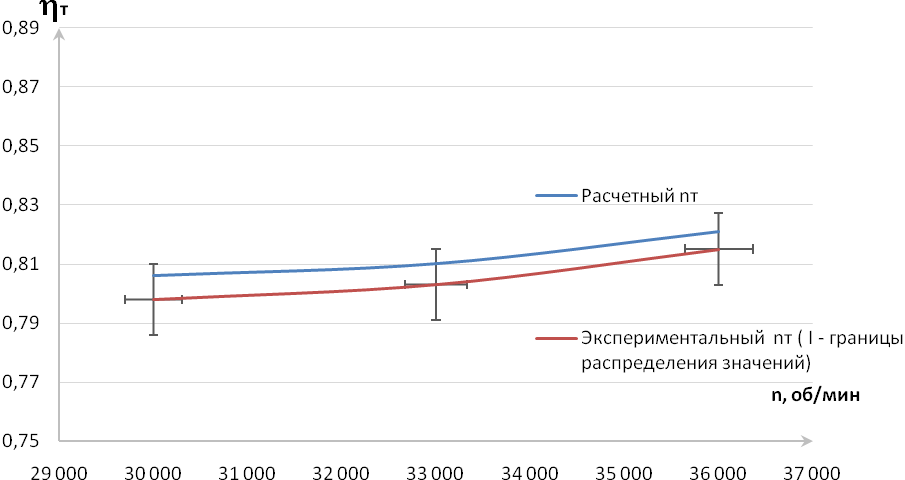 ηт
0,89
0,87
0,85
0,83
0,81
0,79
0,77
0,75
Расчетный nт
Экспериментальный nт ( I - границы
распределения значений)
n, об/мин
29 000 30 000 31 000 32 000 33 000 34 000 35 000 36 000 37 000